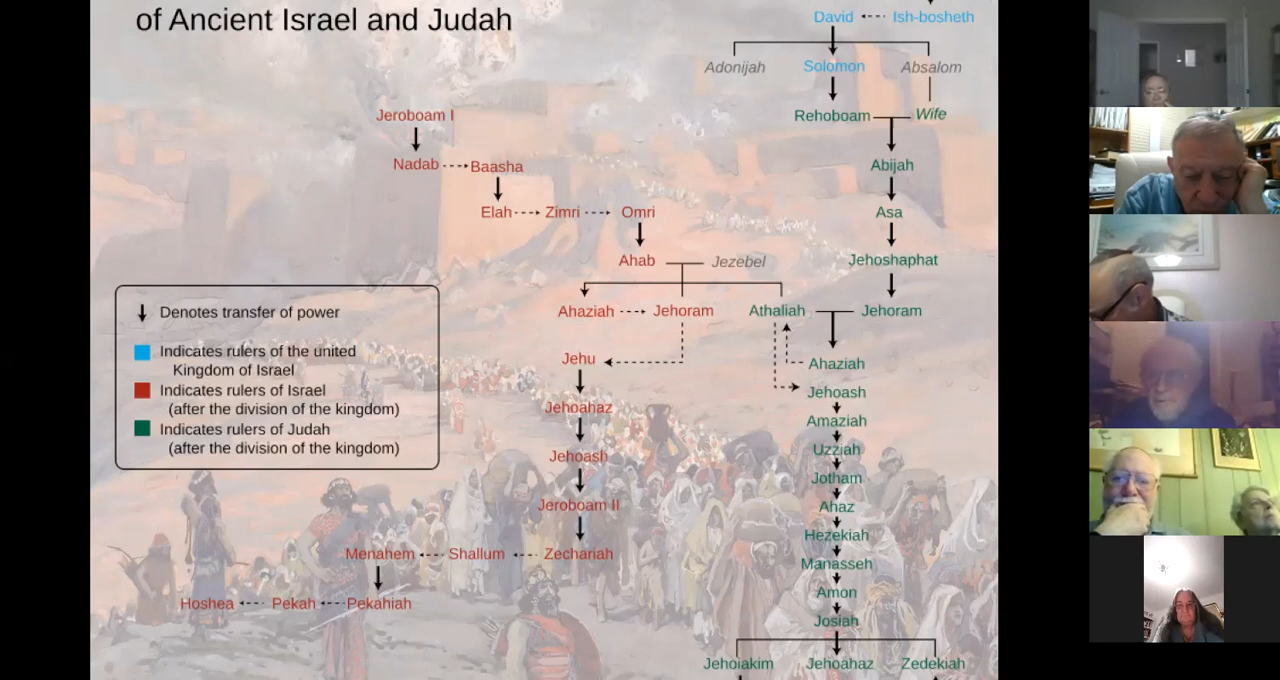 of Ancient Israel and Judah
David Ish-bosheth
Adonijah Solomon Absalom
Jeroboam I Rehoboam Wife
Nadab Baasha Abijah
Elah Zimri Omri Asa
Ahab Jezebel Jehoshaphat
Ahaziah Jehoram Athaliah Jehoram
Denotes transfer of power
Indicates rulers of the united
Kingdom of Israel
Indicates rulers of Israel
(after the division of the kingdom)
Indicates rulers of Judah
(after the division of the kingdom)
Jehu Ahaziah
Jehoash
Jehoahaz
Amaziah
Uzziah
Jehoash
Jotham
Jeroboam II
Ahaz
Hezekiah
Menahem Shallum Zechariah
Manasseh
Amon
Hoshea Pekah Pekahiah
Josiah
Jehoiakim Jehoahaz Zedekiah